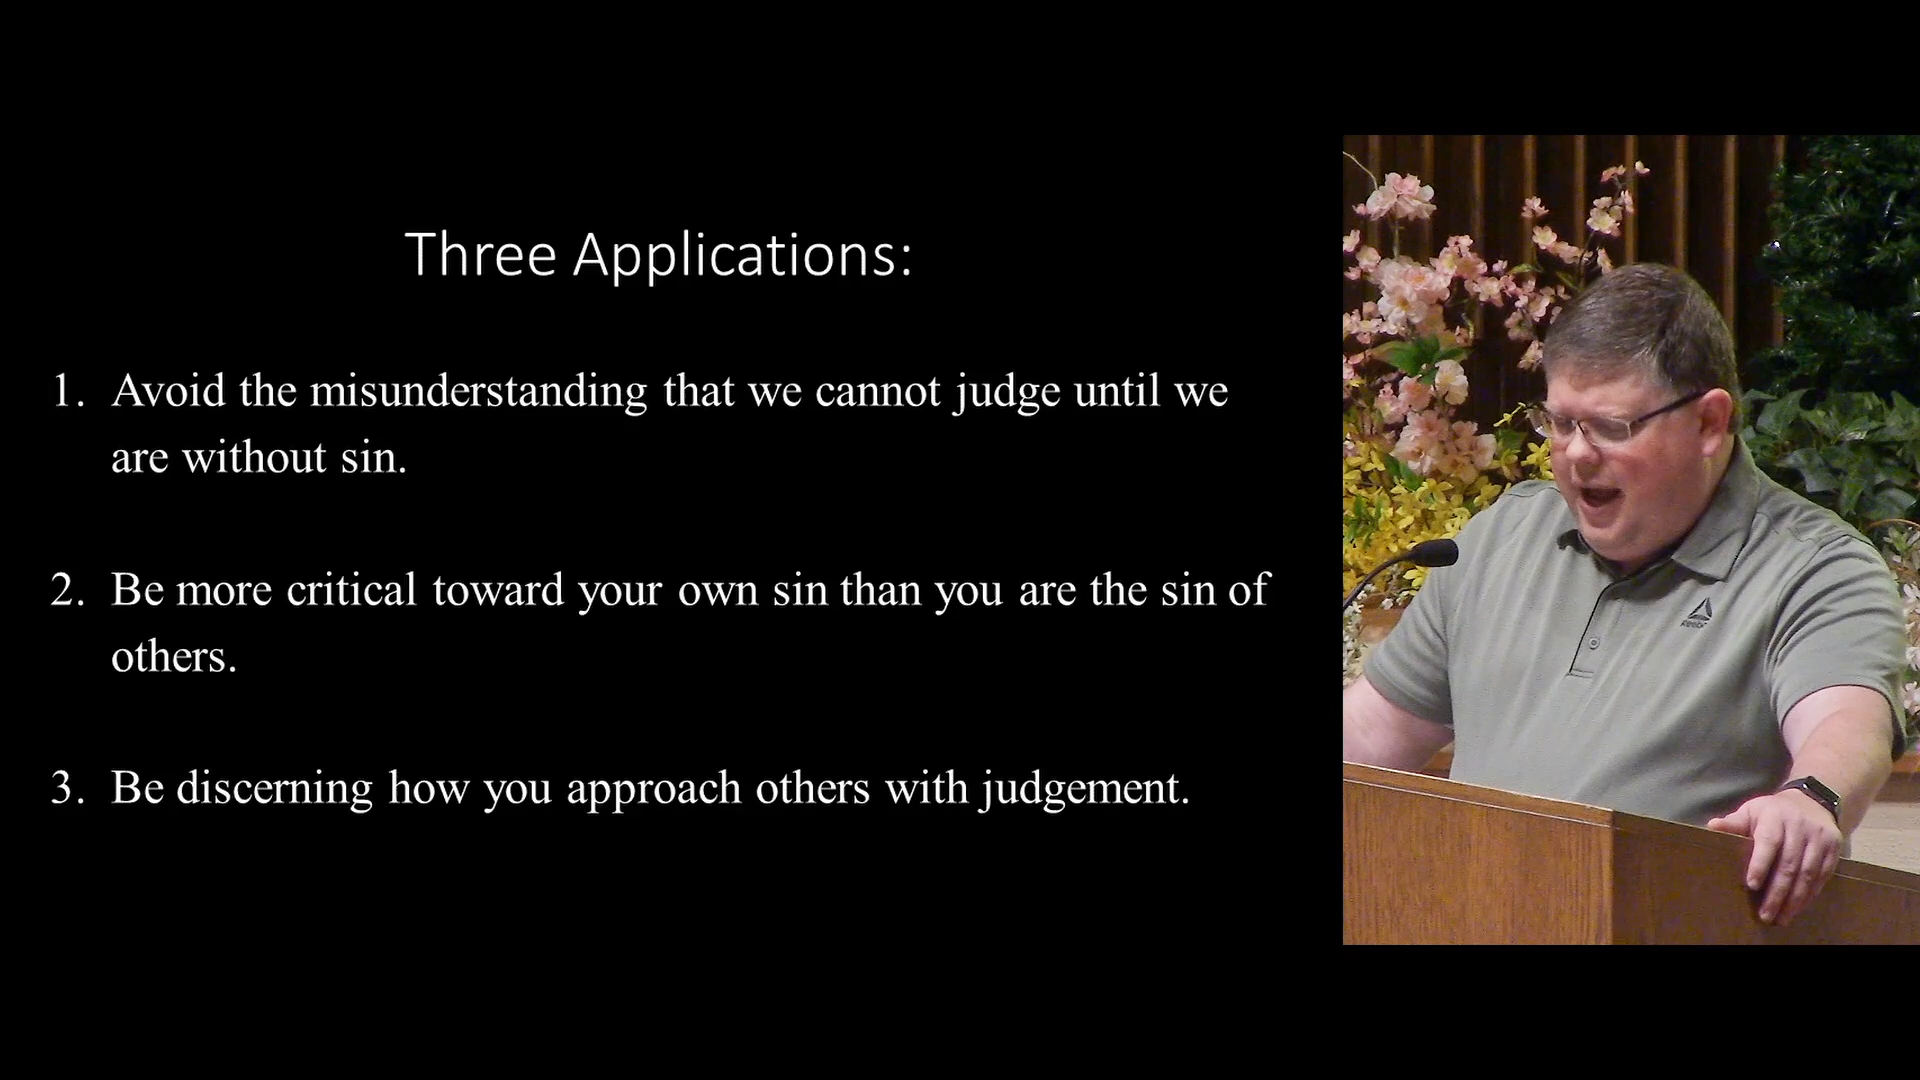 Three Applications:
1. Avoid the misunderstanding that we cannot judge until we
are without sin.
2. Be more critical toward your own sin than you are the sin of
others.
3. Be discerning how you approach others with judgement.
Reebok